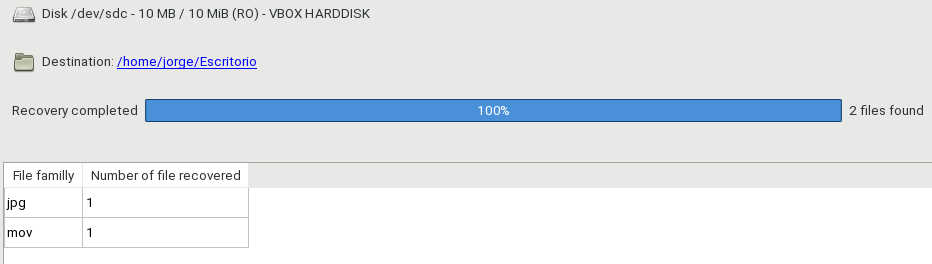 Disk /dev/sdc - 10 MB / 10 MiB (RO) - VBOX HARDDISK
Destination: /home/jorge/Escritorio
Recovery completed 100% 2 files found
File familly Number of file recovered
jpg 1
mov 1